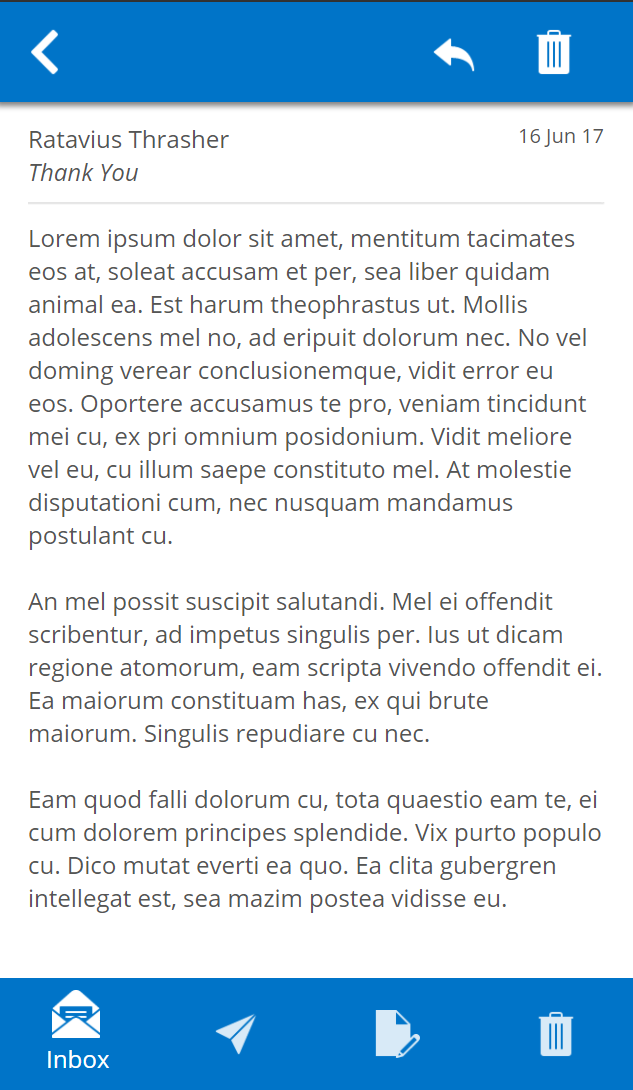 Ratavius Thrasher
16 Jun 17
Thank You
Lorem ipsum dolor sit amet, mentitum tacimates
eos at, soleat accusam et per, sea liber quidam
animal ea. Est harum theophrastus ut. Mollis
adolescens mel no, ad eripuit dolorum nec. No vel
doming verear conclusionemque, vidit error eu
eos. Oportere accusamus te pro, veniam tincidunt
mei cu, ex pri omnium posidonium. Vidit meliore
vel eu, cu illum saepe constituto mel. At molestie
disputationi cum, nec nusquam mandamus
postulant cu.
An mel possit suscipit salutandi. Mel ei offendit
scribentur, ad impetus singulis per. Ius ut dicam
regione atomorum, eam scripta vivendo offendit ei.
Ea maiorum constituam has, ex qui brute
maiorum. Singulis repudiare cu nec.
Eam quod falli dolorum cu, tota quaestio eam te, ei
cum dolorem principes splendide. Vix purto populo
cu. Dico mutat everti ea quo. Ea clita gubergren
intellegat est, sea mazim postea vidisse eu.
Inbox